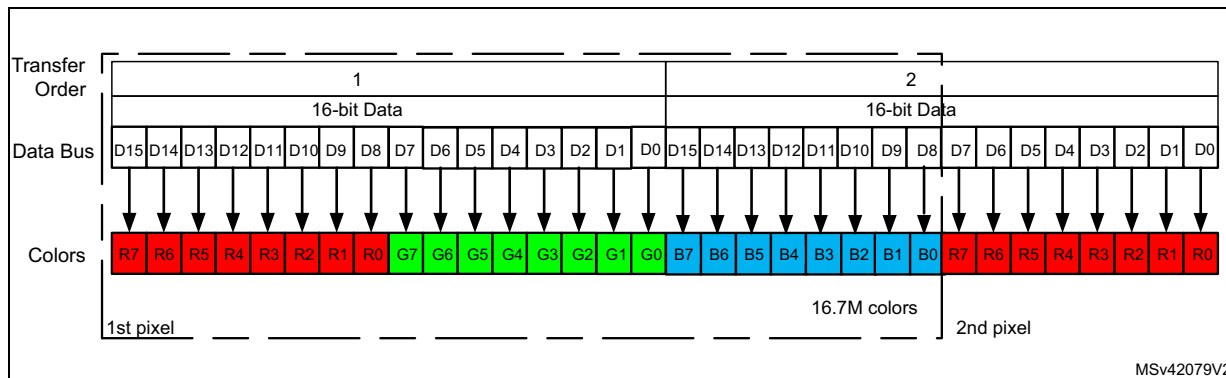 Transfer Order
1 2
16-bit Data 16-bit Data
Data Bus D15 D14 D13 D12 D11 D10 D9 D8 D7 D6 D5 D4 D3 D2 D1 D0 D15 D14 D13 D12 D11 D10 D9 D8 D7 D6 D5 D4 D3 D2 D1 D0
Colors R7 R6 R5 R4 R3 R2 R1 R0 G7 G6 G5 G4 G3 G2 G1 G0 B7 B6 B5 B4 B3 B2 B1 B0 R7 R6 R5 R4 R3 R2 R1 R0
16.7M colors
1st pixel 2nd pixel
MSv42079V2